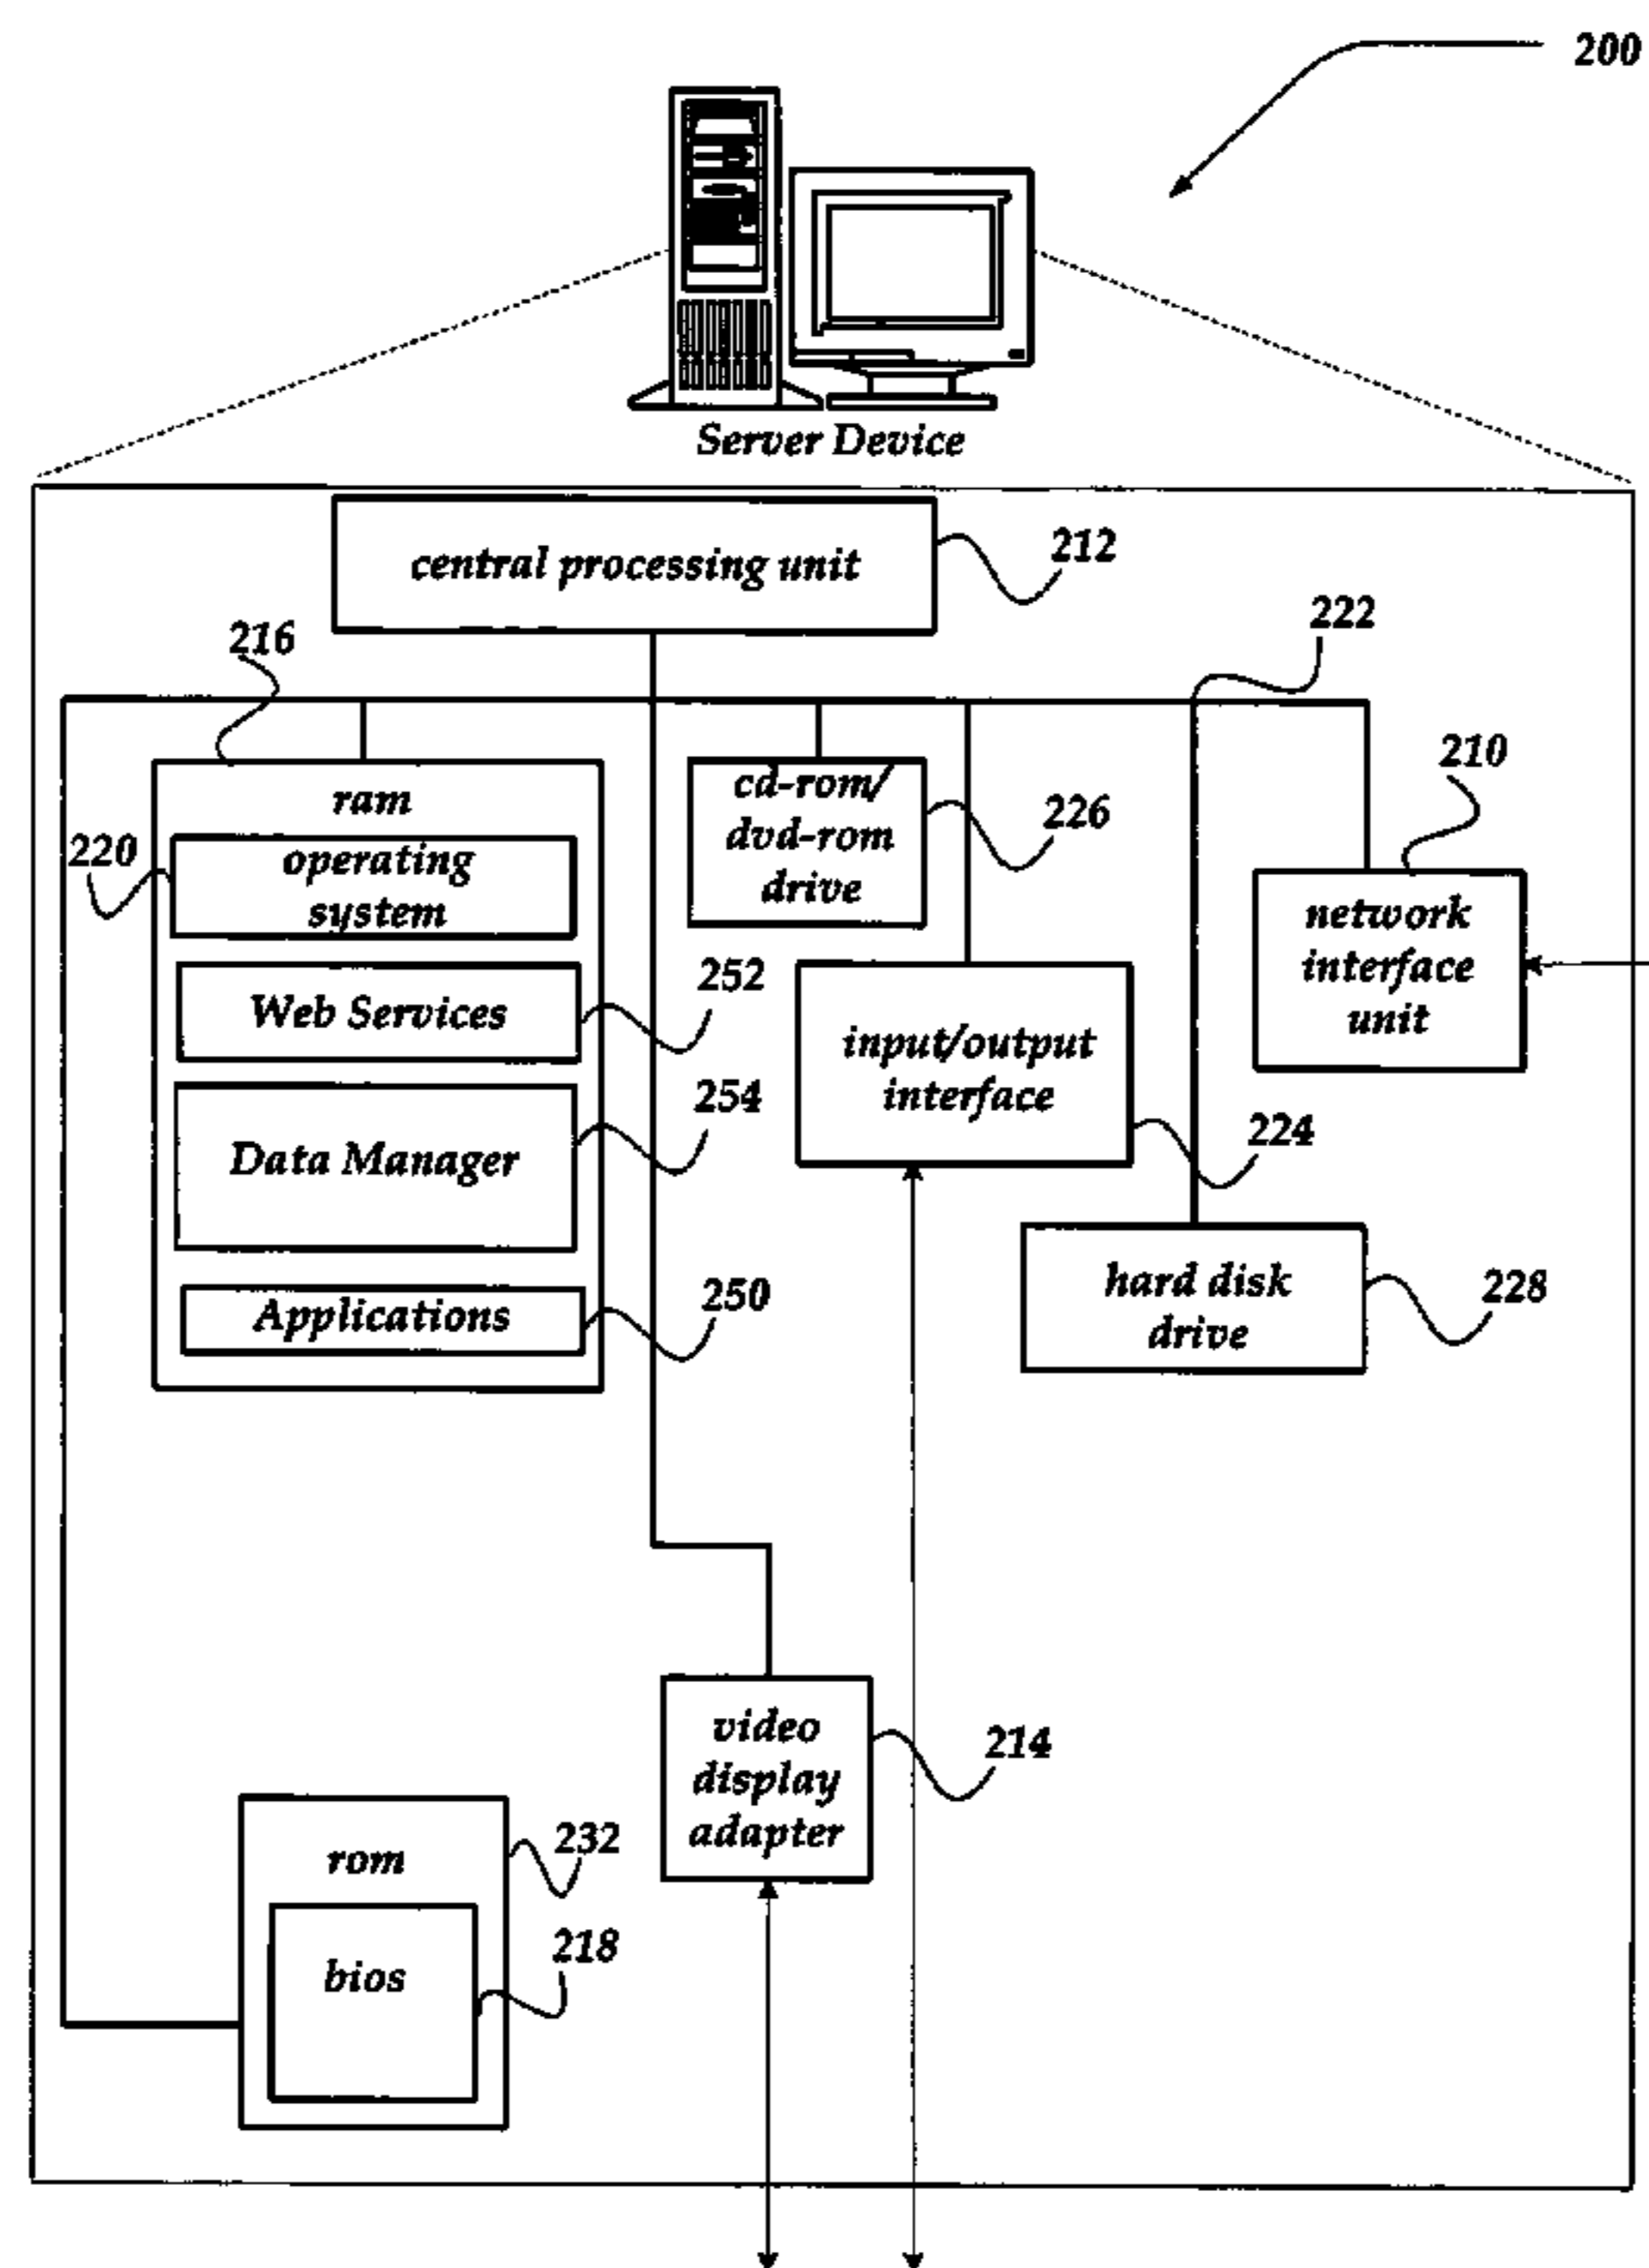 200
Server Device
central processing unit
212
222
216
210
ram
cd-rom/
dvd-rom
drive
226
220
operating
system
network
interface
unit
252
Web Services
input/output
interface
254
Data Manager
224
250
Applications
hard disk
drive
228
video
display
adapter
214
232
rom
218
bios